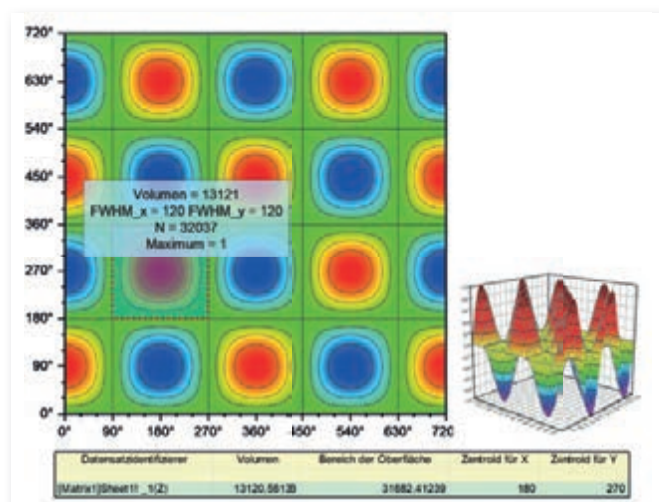 720°
630°
540°
450°
360°
270°
180°
90°
0°
Volumen = 13121
FWHM_x = 120 FWHM_y = 120
N = 32037
Maximum = 1
0° 90° 180° 270° 360° 450° 540° 630° 720
Datensatzidentifizierer Volumen Bereich der Oberfläche Zentroid für X Zentroid für Y
[Matrix1]Sheet1! _1(Z) 31682.41239 180 270